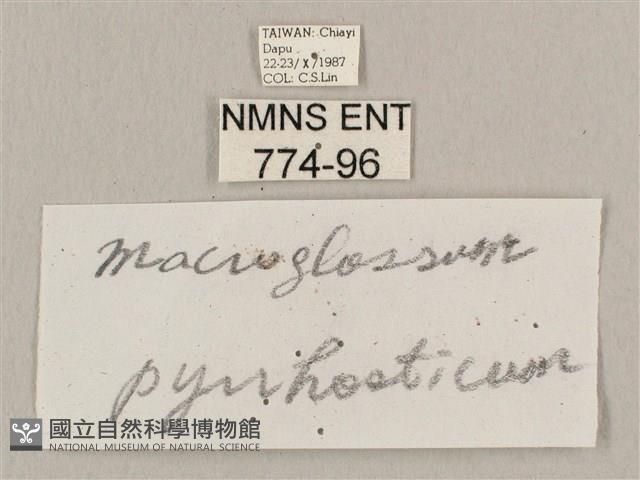 TAIWAN: Chiayi
Dapu
22-23/X/1987
COL: C.S.Lin
NMNS ENT
774-96
macroglossum
pyrrhosticum
國立自然科學博物館
NATIONAL MUSEUM OF NATURAL SCIENCE